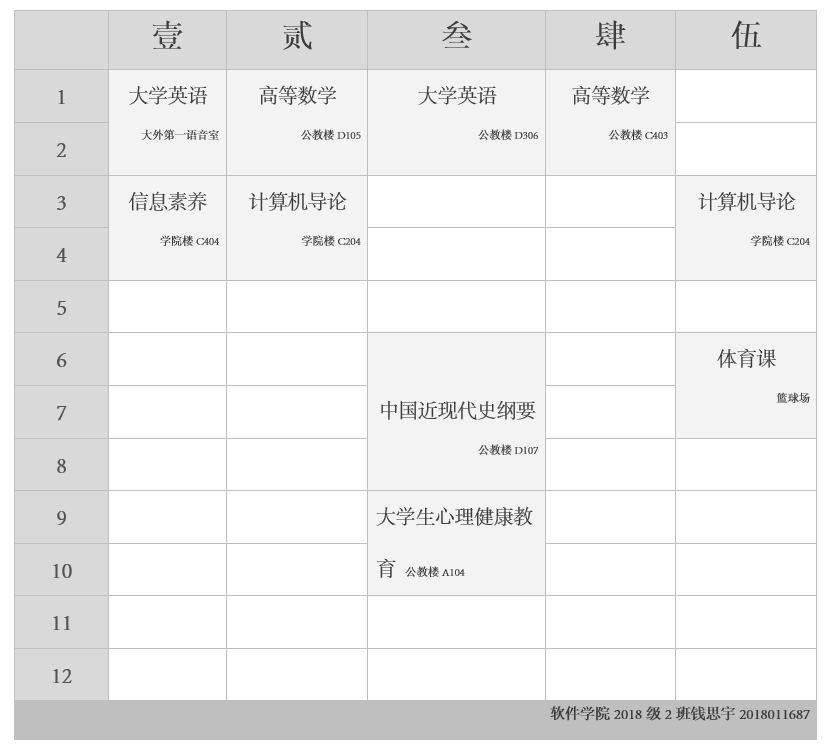 壹 贰 叁 肆 伍
1 大学英语 高等数学 大学英语 高等数学
大外第一语音室 公教楼 D105 公教楼 D306 公教楼 C403
2
3 信息素养 计算机导论 计算机导论
学院楼 C404 学院楼 C204 学院楼 C204
4
5
6 体育课
篮球场
7 中国近现代史纲要
公教楼 D107
8
9 大学生心理健康教
10 育 公教楼 A104
11
12
软件学院 2018 级 2 班钱思宇 2018011687